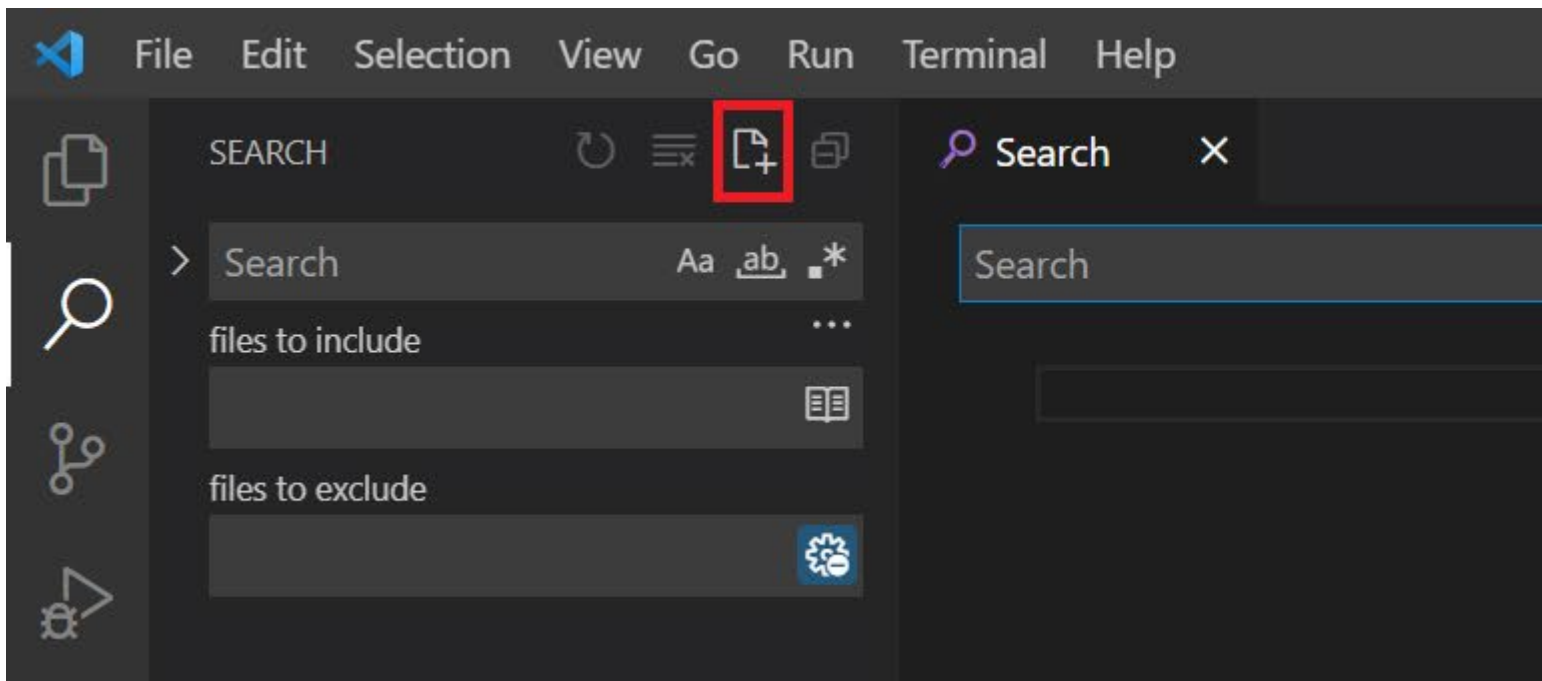 File Edit Selection View Go Run Terminal Help
SEARCH
Search
Search Aa ab *
Search
files to include
...
files to exclude